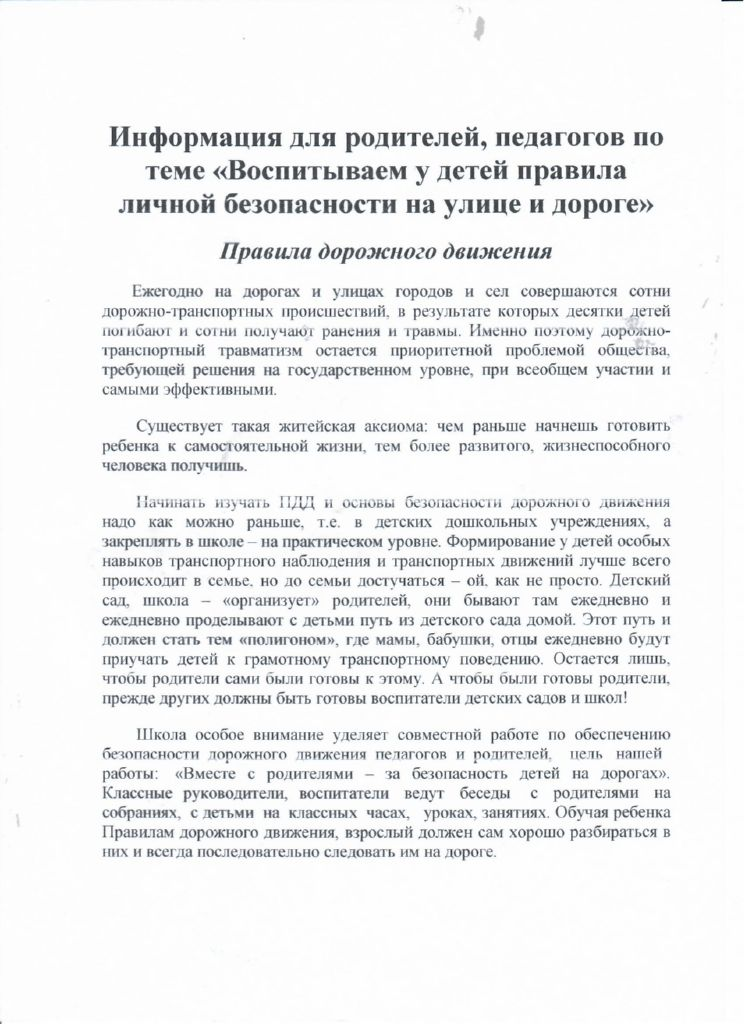 Информация для родителей, педагогов по
теме «Воспитываем у детей правила
личной безопасности на улице и дороге»
Правила дорожного движения
Ежегодно на дорогах и улицах городов и сел совершаются сотни
дорожно-транспортных происшествий, в результате которых десятки детей
погибают и сотни получают ранения и травмы. Именно поэтому дорожно-
транспортный травматизм остается приоритетной проблемой общества,
требующей решения на государственном уровне, при всеобщем участии и
самыми эффективными.
Существует такая житейская аксиома: чем раньше начнешь готовить
ребенка к самостоятельной жизни, тем более развитого, жизнеспособного
человека получишь.
Начинать изучать ПДД и основы безопасности дорожного движения
надо как можно раньше, т.е. в детских дошкольных учреждениях, а
закреплять в школе – на практическом уровне. Формирование у детей особых
навыков транспортного наблюдения и транспортных движений лучше всего
происходит в семье, но до семьи достучаться – ой, как не просто. Детский
сад, школа – «организует» родителей, они бывают там ежедневно и
ежедневно проделывают с детьми путь из детского сада домой. Этот путь и
должен стать тем «полигоном», где мамы, бабушки, отцы ежедневно будут
приучать детей к грамотному транспортному поведению. Остается лишь,
чтобы родители сами были готовы к этому. А чтобы были готовы родители,
прежде других должны быть готовы воспитатели детских садов и школ!
Школа особое внимание уделяет совместной работе по обеспечению
безопасности дорожного движения педагогов и родителей, цель нашей
работы: «Вместе с родителями – за безопасность детей на дорогах».
Классные руководители, воспитатели ведут беседы с родителями на
собраниях, с детьми на классных часах, уроках, занятиях. Обучая ребенка
Правилам дорожного движения, взрослый должен сам хорошо разбираться в
них и всегда последовательно следовать им на дороге.